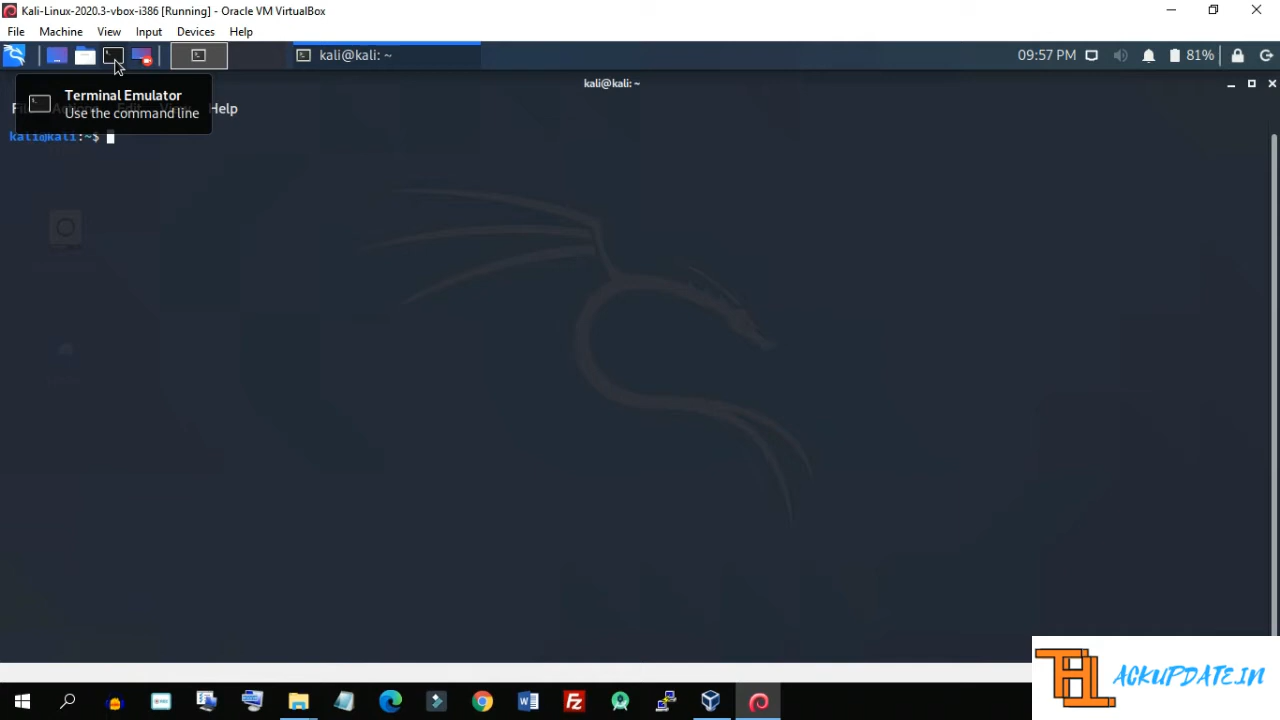 Kali-Linux-2020.3-vbox-i386 [Running] - Oracle VM VirtualBox
File Machine View Input Devices Help
kali@kali: ~ 09:57 PM 81%
kali@kali: ~
Terminal Emulator
Use the command line
Help
kali@kali:~$
ACKUPDATE.IN